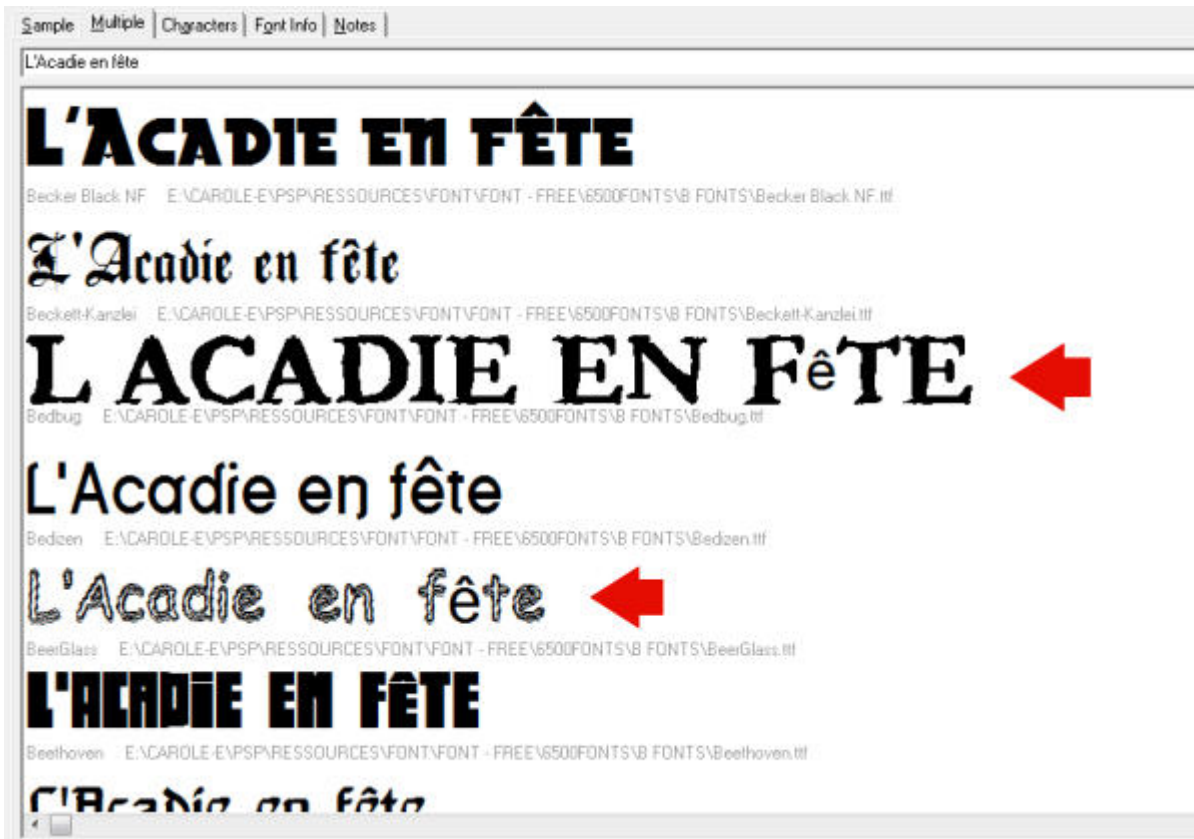 Sample Multiple Characters Font Info Notes
L'Acadie en fête
L'Acadie en fête
Becker Black NF E:\CAROLE-E\PSP\RESSOURCES\FONT\FONT - FREE\6500FONTS\B FONTS\Becker Black NF.ttf
L'Acadie en fête
Beckett-Kanzlei E:\CAROLE-E\PSP\RESSOURCES\FONT\FONT - FREE\6500FONTS\B FONTS\Beckett-Kanzlei.ttf
L ACADIE EN FêTE
Bedbug E:\CAROLE-E\PSP\RESSOURCES\FONT\FONT - FREE\6500FONTS\B FONTS\Bedbug.ttf
L'Acadie en fête
Bedizen E:\CAROLE-E\PSP\RESSOURCES\FONT\FONT - FREE\6500FONTS\B FONTS\Bedizen.ttf
L'Acadie en fête
BeerGlass E:\CAROLE-E\PSP\RESSOURCES\FONT\FONT - FREE\6500FONTS\B FONTS\BeerGlass.ttf
L'ACADIE EN FÊTE
Beethoven E:\CAROLE-E\PSP\RESSOURCES\FONT\FONT - FREE\6500FONTS\B FONTS\Beethoven.ttf
L'Acadie en fête